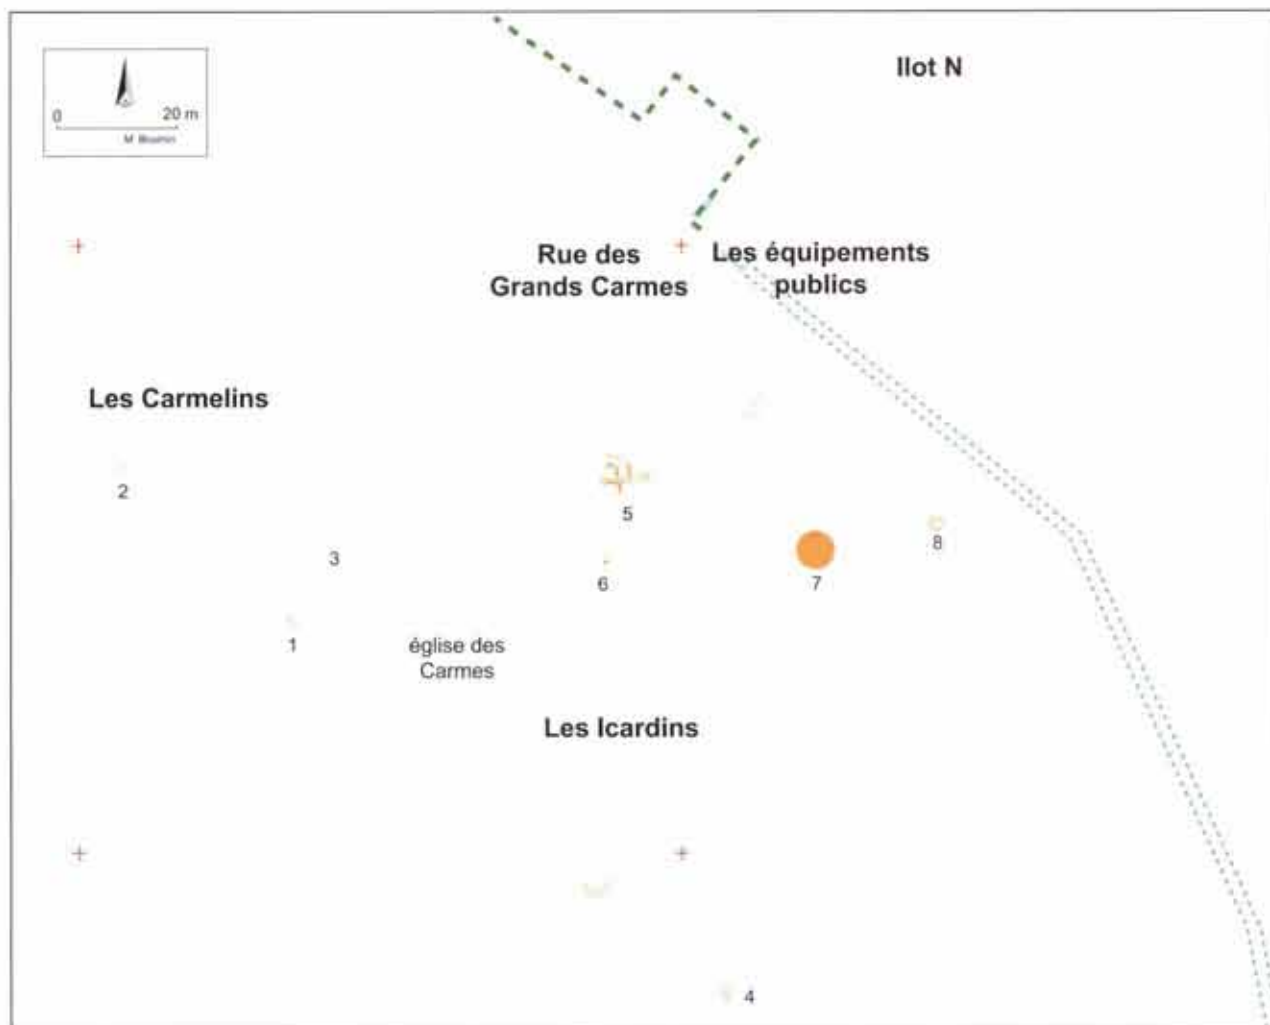 Ilot N
0 20 m
Rue des
Grands Carmes
Les équipements
publics
Les Carmelins
2
5
8
3
6
7
1
église des
Carmes
Les Icardins
4